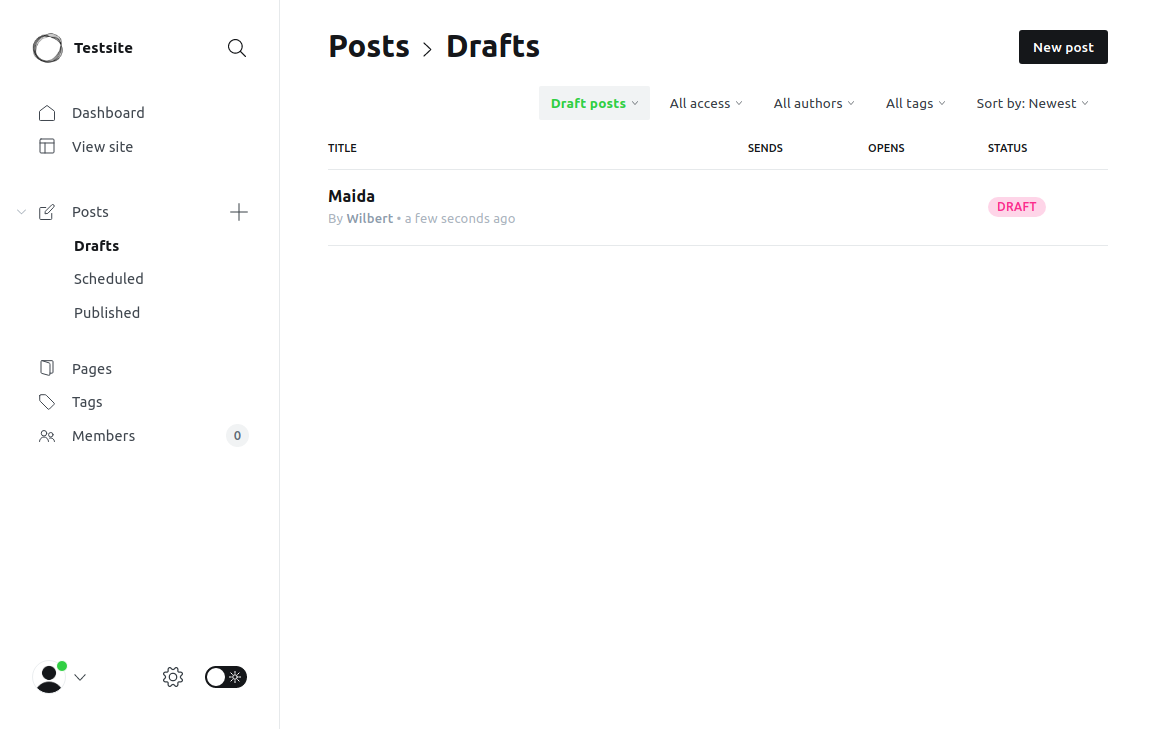 Testsite
Dashboard
View site
Posts
Drafts
Scheduled
Published
Pages
Tags
Members 0
Posts Drafts
New post
Draft posts All access All authors All tags Sort by: Newest
TITLE SENDS OPENS STATUS
Maida
By Wilbert • a few seconds ago
DRAFT